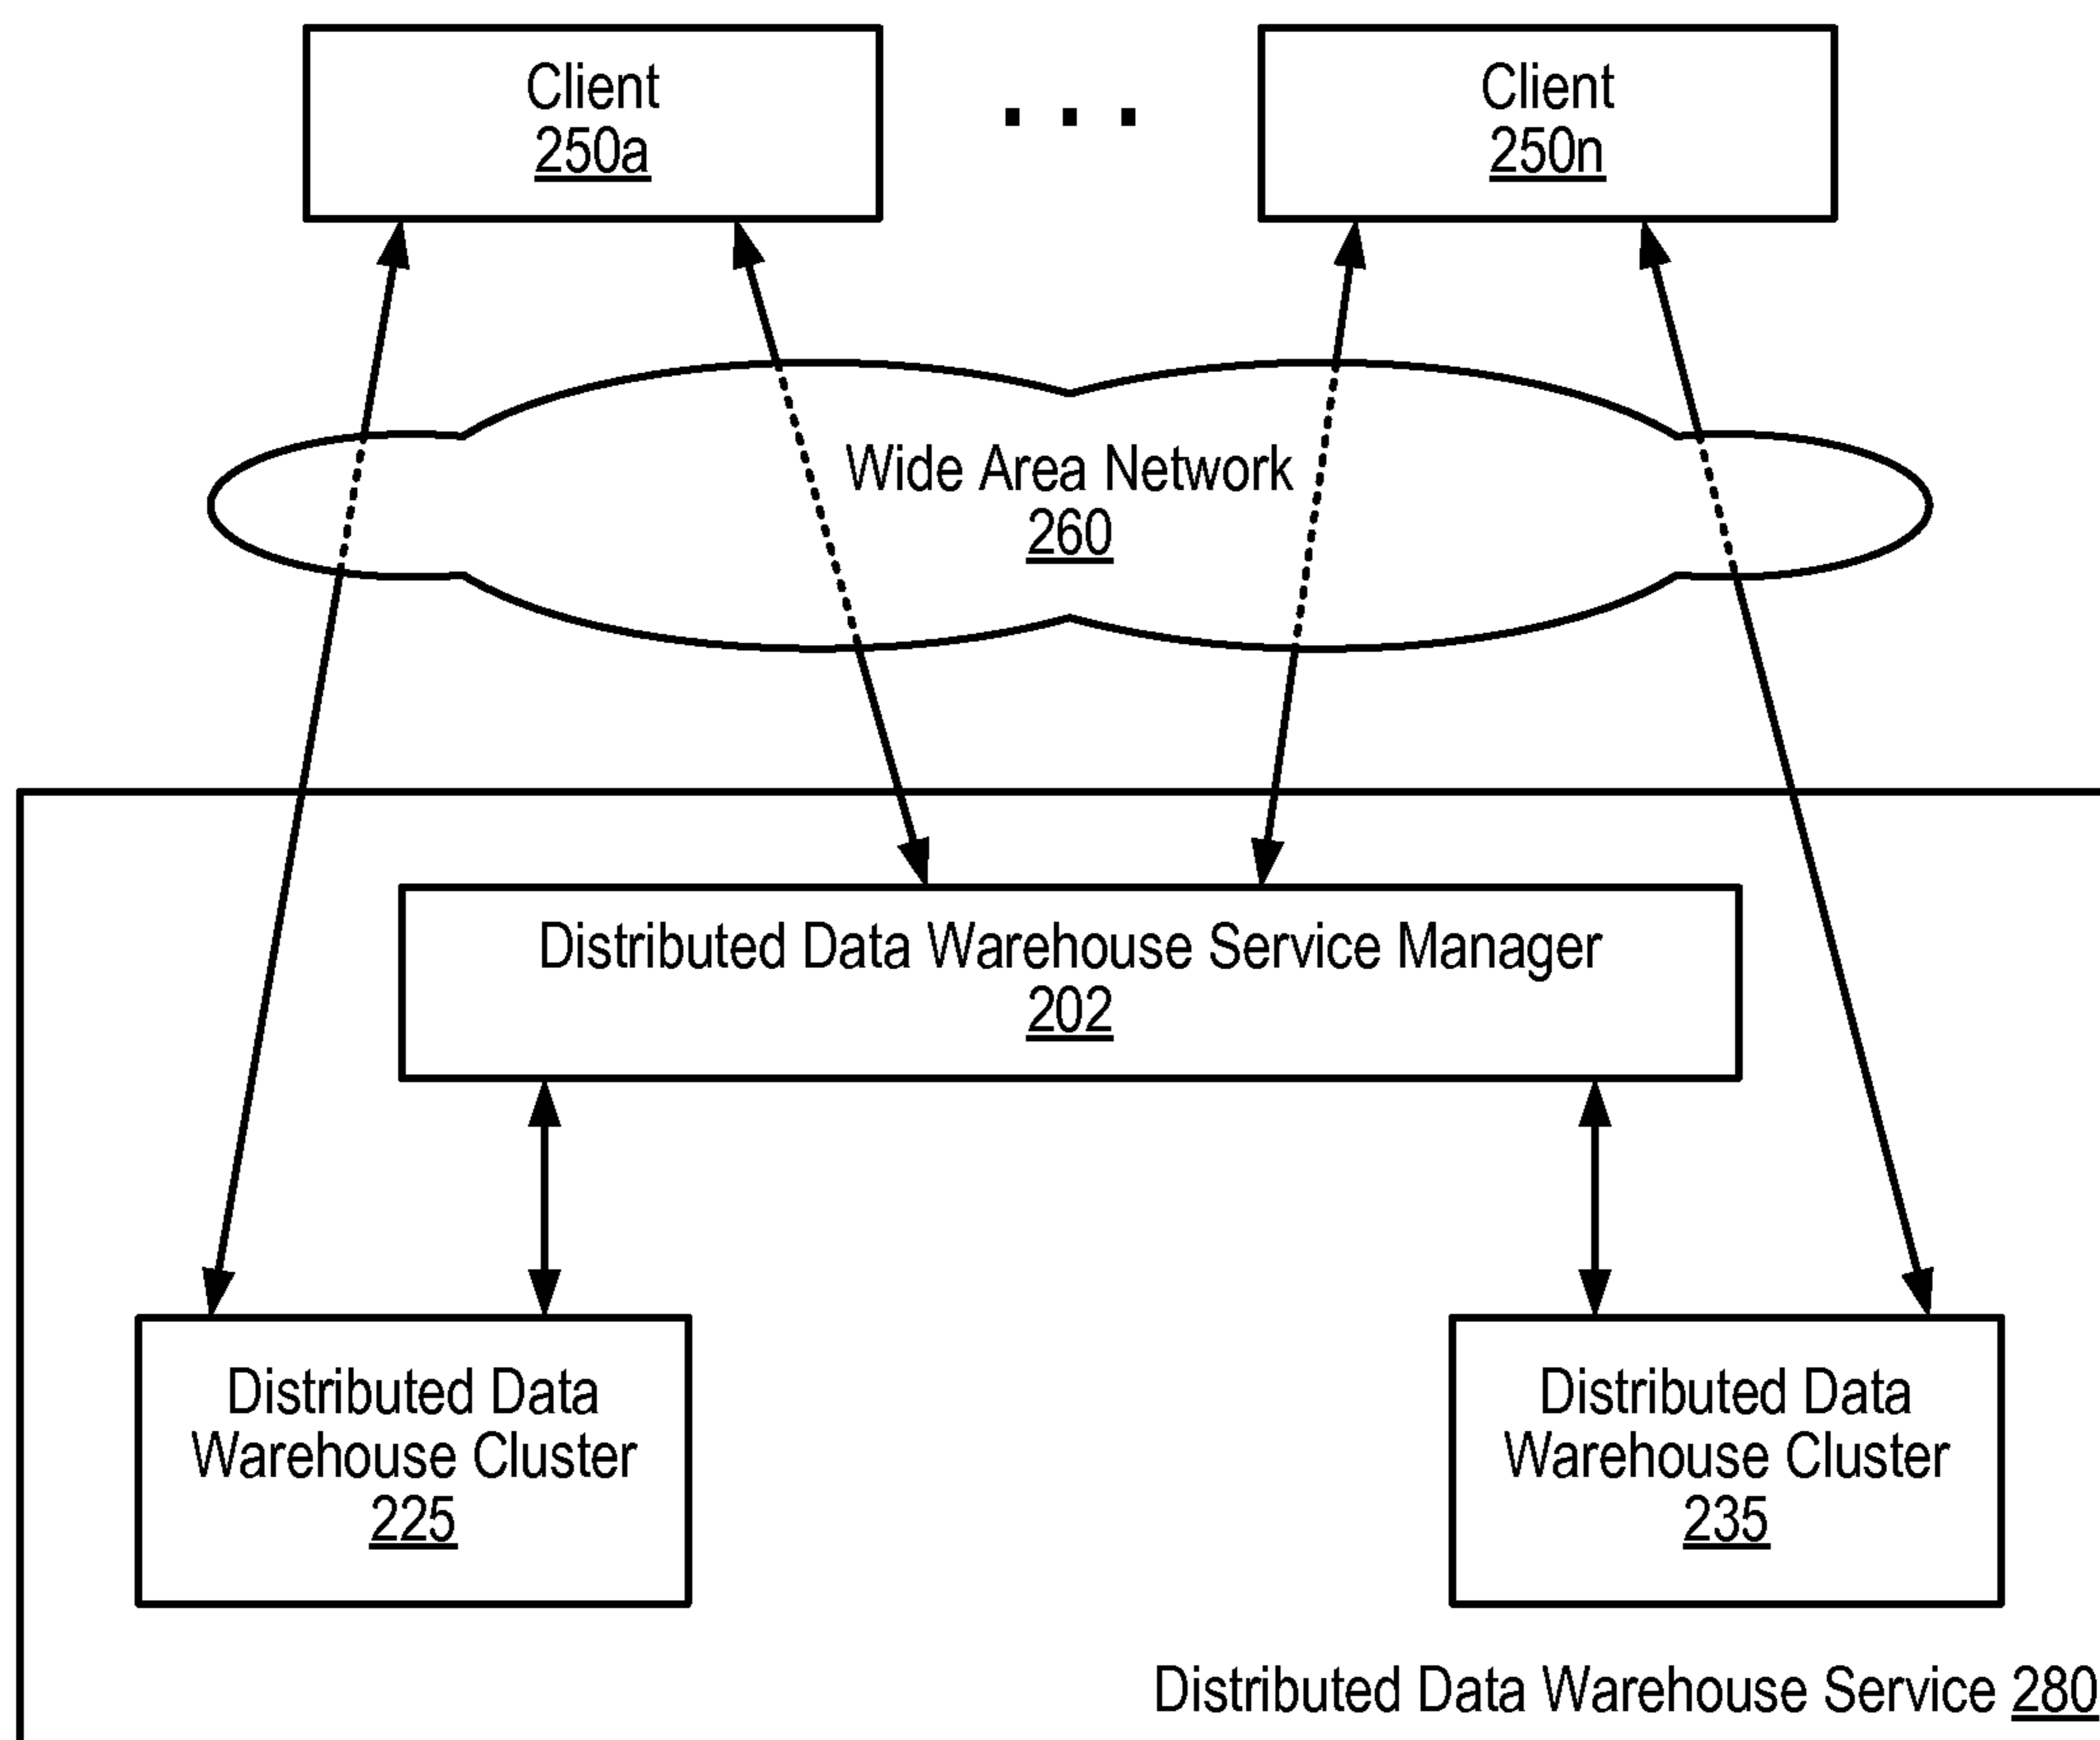 Client
250a
. . .
Client
250n
Wide Area Network
260
Distributed Data Warehouse Service Manager
202
Distributed Data
Warehouse Cluster
225
Distributed Data
Warehouse Cluster
235
Distributed Data Warehouse Service 280